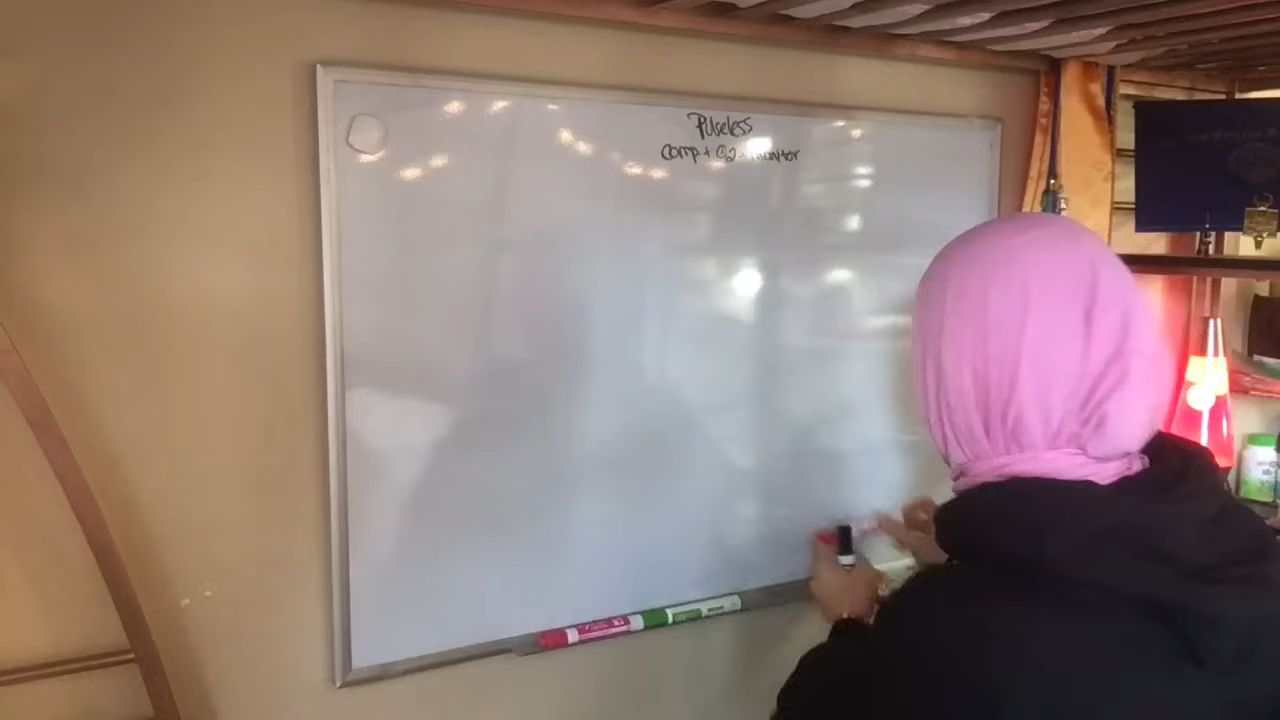 Pulseless
comp + O2 + monitor